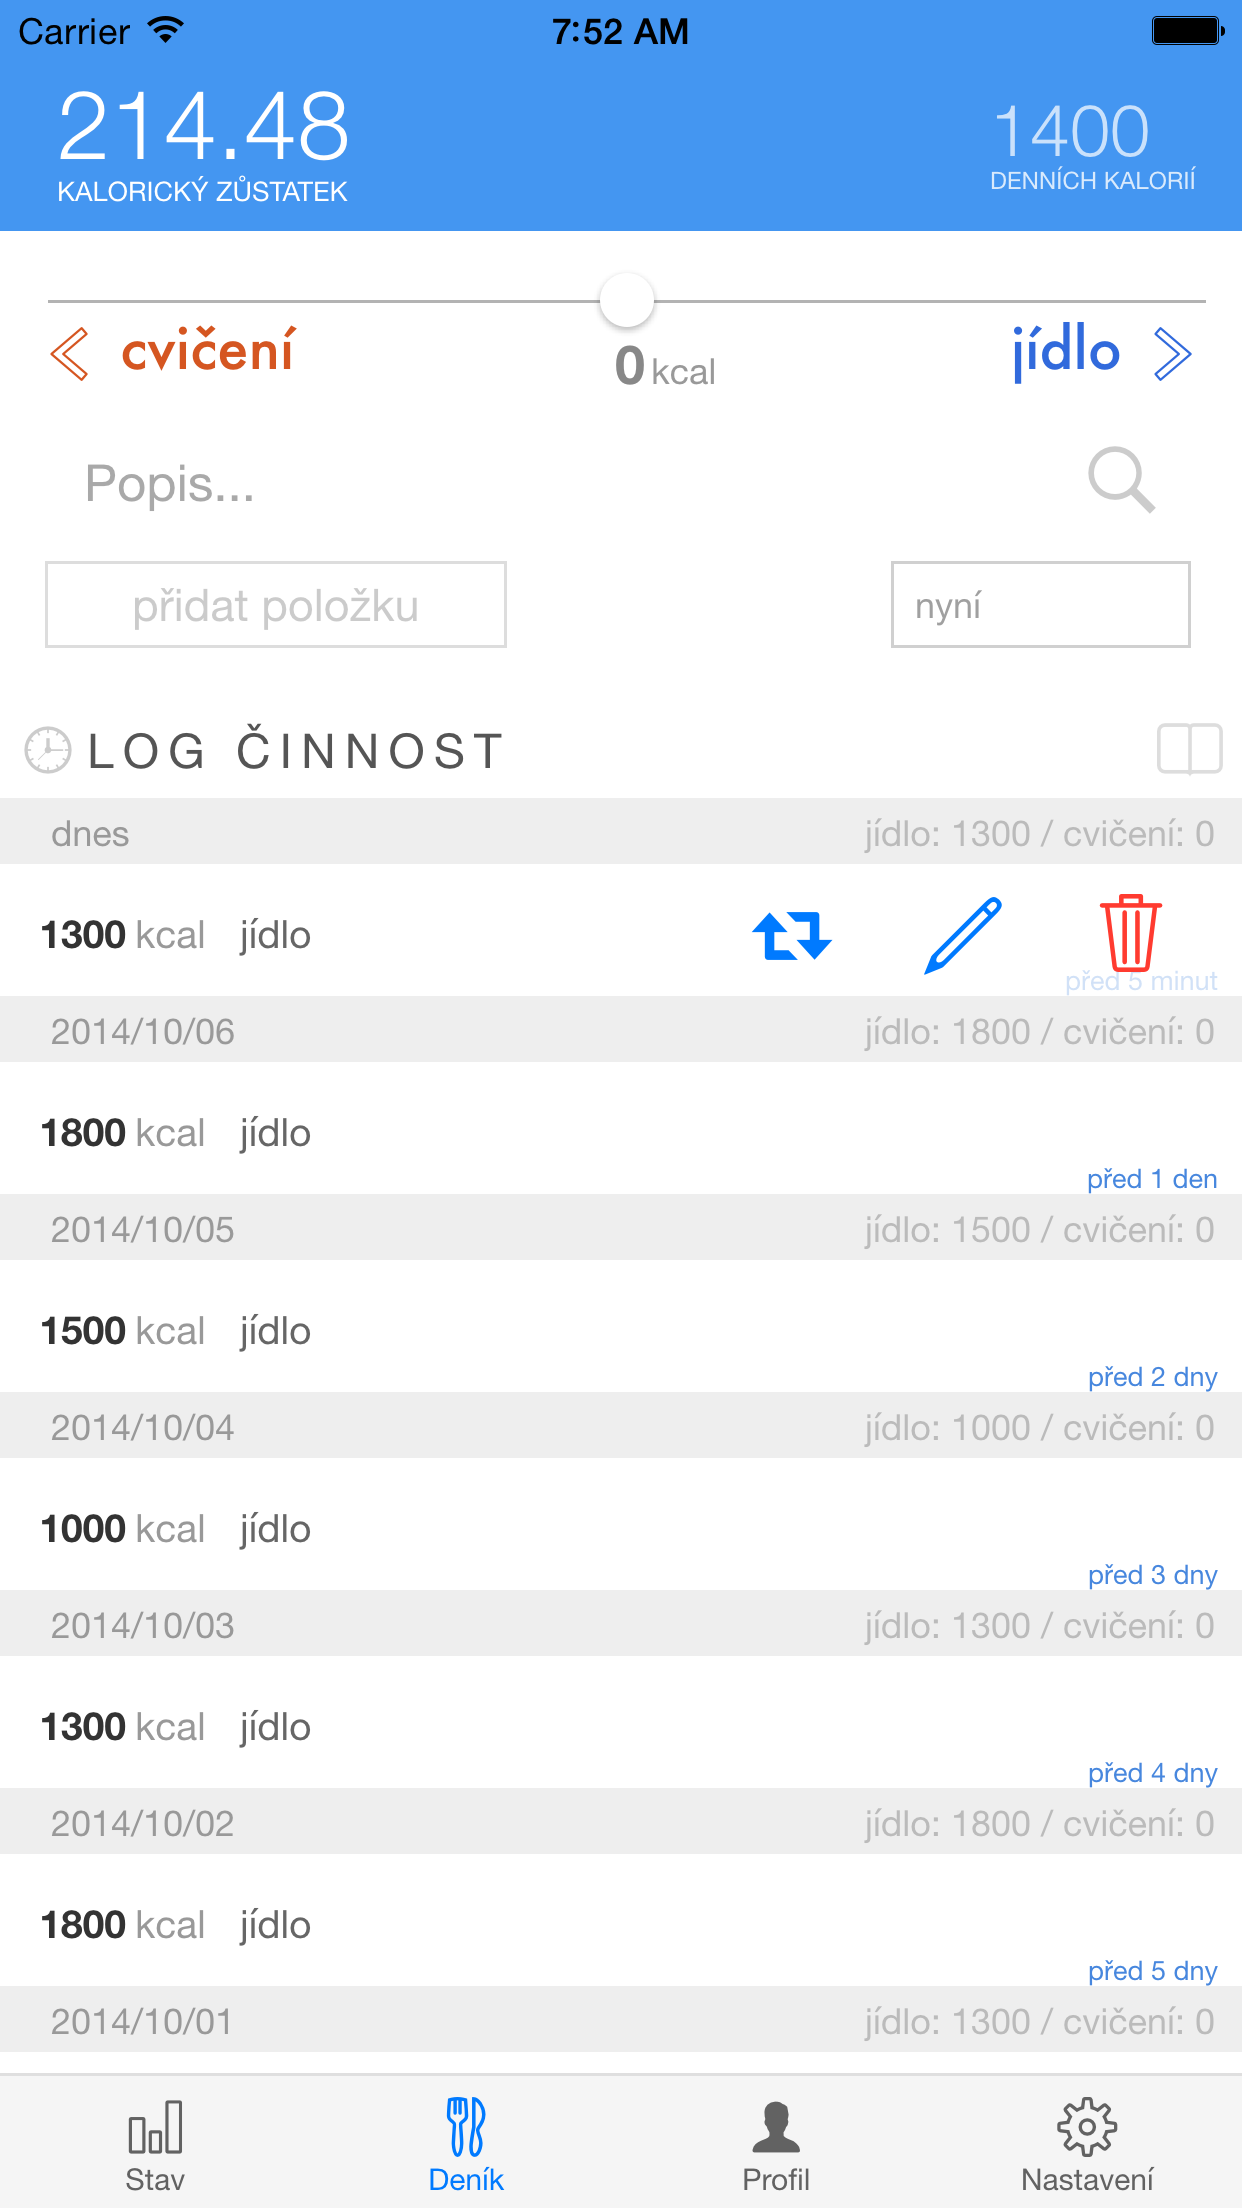 Carrier 7:52 AM
214.48 1400
KALORICKÝ ZŮSTATEK DENNÍCH KALORIÍ
cvičení 0 kcal jídlo
Popis...
přidat položku nyní
LOG ČINNOST
dnes jídlo: 1300 / cvičení: 0
1300 kcal jídlo
před 5 minut
2014/10/06 jídlo: 1800 / cvičení: 0
1800 kcal jídlo
před 1 den
2014/10/05 jídlo: 1500 / cvičení: 0
1500 kcal jídlo
před 2 dny
2014/10/04 jídlo: 1000 / cvičení: 0
1000 kcal jídlo
před 3 dny
2014/10/03 jídlo: 1300 / cvičení: 0
1300 kcal jídlo
před 4 dny
2014/10/02 jídlo: 1800 / cvičení: 0
1800 kcal jídlo
před 5 dny
2014/10/01 jídlo: 1300 / cvičení: 0
Stav Deník Profil Nastavení